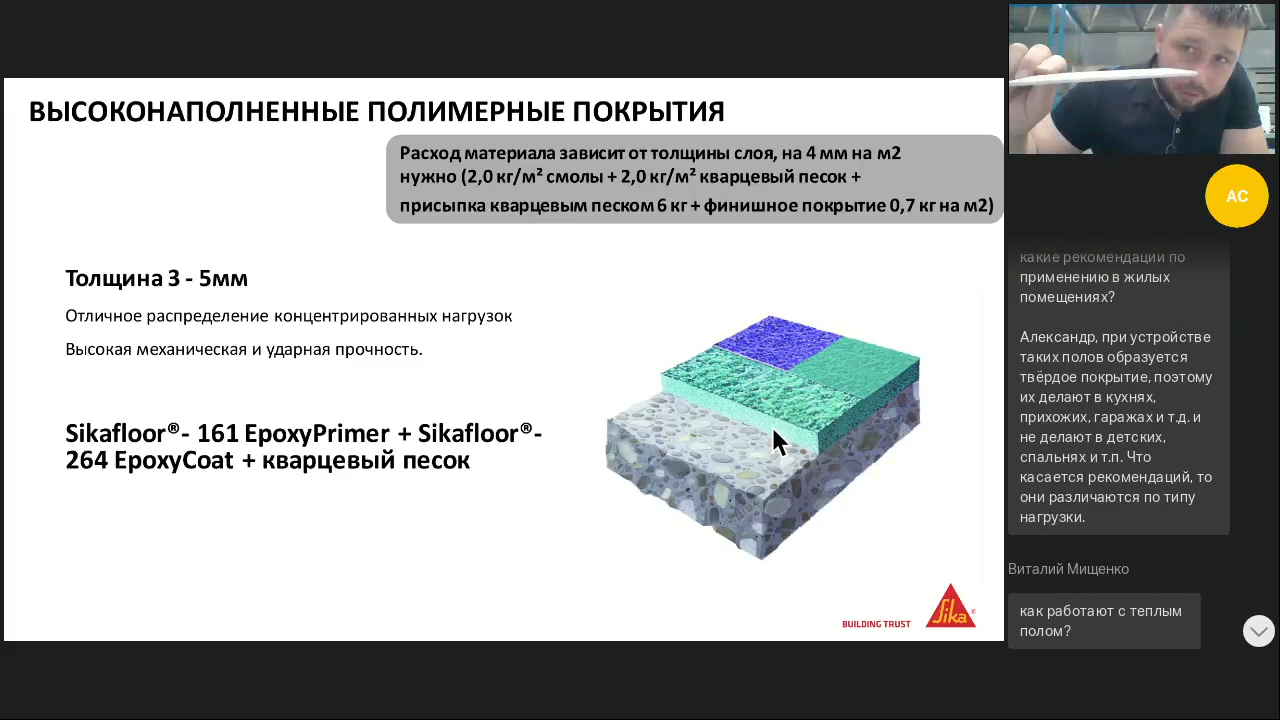 ВЫСОКОНАПОЛНЕННЫЕ ПОЛИМЕРНЫЕ ПОКРЫТИЯ
Расход материала зависит от толщины слоя, на 4 мм на м2
нужно (2,0 кг/м² смолы + 2,0 кг/м² кварцевый песок +
присыпка кварцевым песком 6 кг + финишное покрытие 0,7 кг на м2)
Толщина 3 - 5мм
Отличное распределение концентрированных нагрузок
Высокая механическая и ударная прочность.
Sikafloor®- 161 EpoxyPrimer + Sikafloor®-
264 EpoxyCoat + кварцевый песок
BUILDING TRUST
Sika®
АС
какие рекомендации по
применению в жилых
помещениях?
Александр, при устройстве
таких полов образуется
твёрдое покрытие, поэтому
их делают в кухнях,
прихожих, гаражах и т.д. и
не делают в детских,
спальнях и т.п. Что
касается рекомендаций, то
они различаются по типу
нагрузки.
Виталий Мищенко
как работают с теплым
полом?